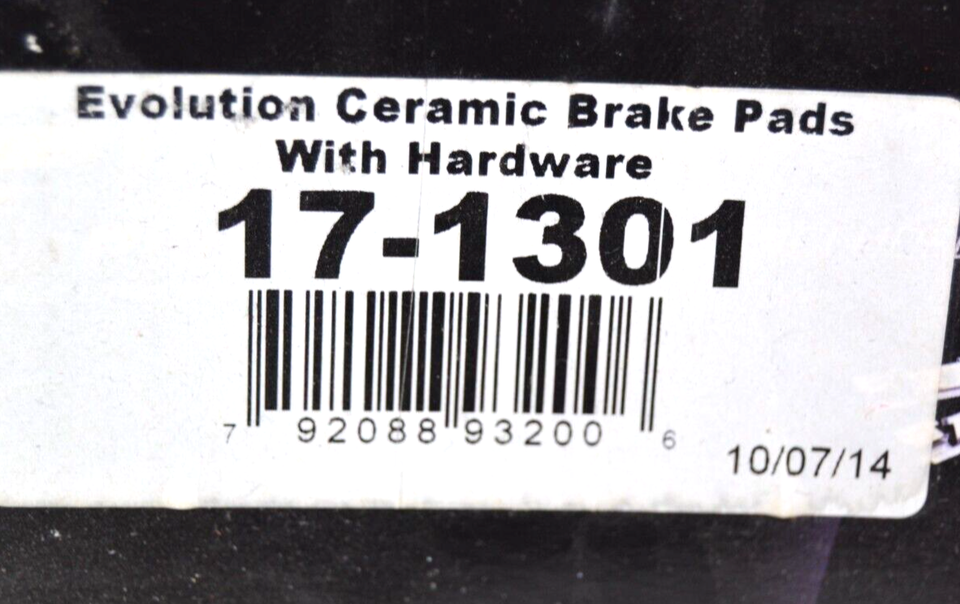 Evolution Ceramic Brake Pads
With Hardware
17-1301
7 92088 93200 6
10/07/14